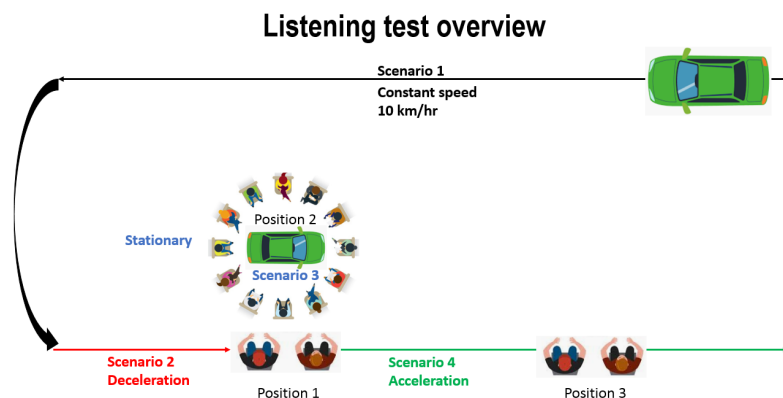 Listening test overview
Scenario 1
Constant speed
10 km/hr
Position 2
Stationary
Scenario 3
Scenario 2
Deceleration
Position 1
Scenario 4
Acceleration
Position 3